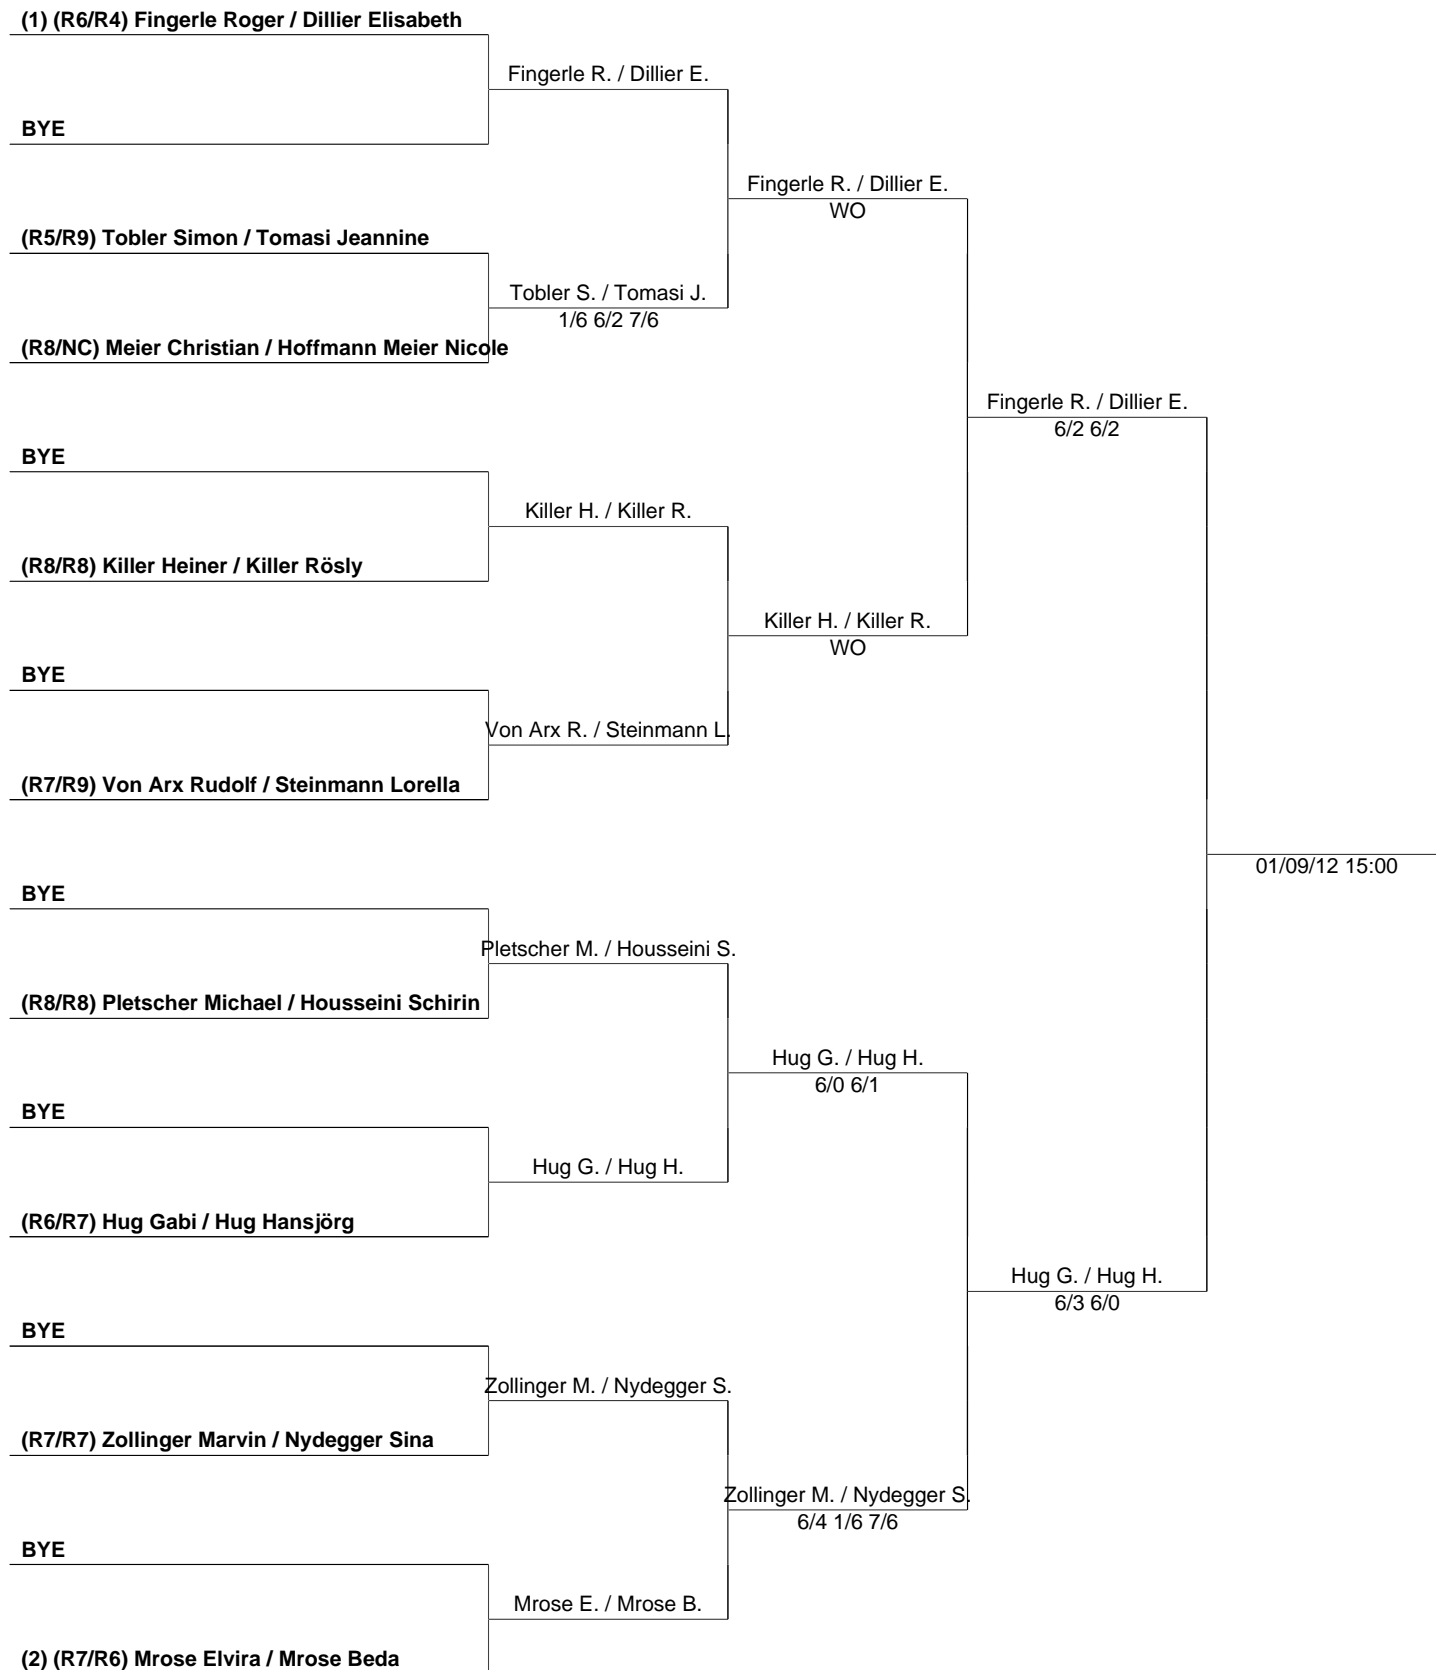 (1) (R6/R4) Fingerle Roger / Dillier Elisabeth
Fingerle R. / Dillier E.
BYE
Fingerle R. / Dillier E.
WO
(R5/R9) Tobler Simon / Tomasi Jeannine
Tobler S. / Tomasi J.
1/6 6/2 7/6
(R8/NC) Meier Christian / Hoffmann Meier Nicole
Fingerle R. / Dillier E.
6/2 6/2
BYE
Killer H. / Killer R.
(R8/R8) Killer Heiner / Killer Rösly
Killer H. / Killer R.
WO
BYE
Von Arx R. / Steinmann L.
(R7/R9) Von Arx Rudolf / Steinmann Lorella
01/09/12 15:00
BYE
Pletscher M. / Housseini S.
(R8/R8) Pletscher Michael / Housseini Schirin
Hug G. / Hug H.
6/0 6/1
BYE
Hug G. / Hug H.
(R6/R7) Hug Gabi / Hug Hansjörg
Hug G. / Hug H.
6/3 6/0
BYE
Zollinger M. / Nydegger S.
(R7/R7) Zollinger Marvin / Nydegger Sina
Zollinger M. / Nydegger S.
6/4 1/6 7/6
BYE
Mrose E. / Mrose B.
(2) (R7/R6) Mrose Elvira / Mrose Beda